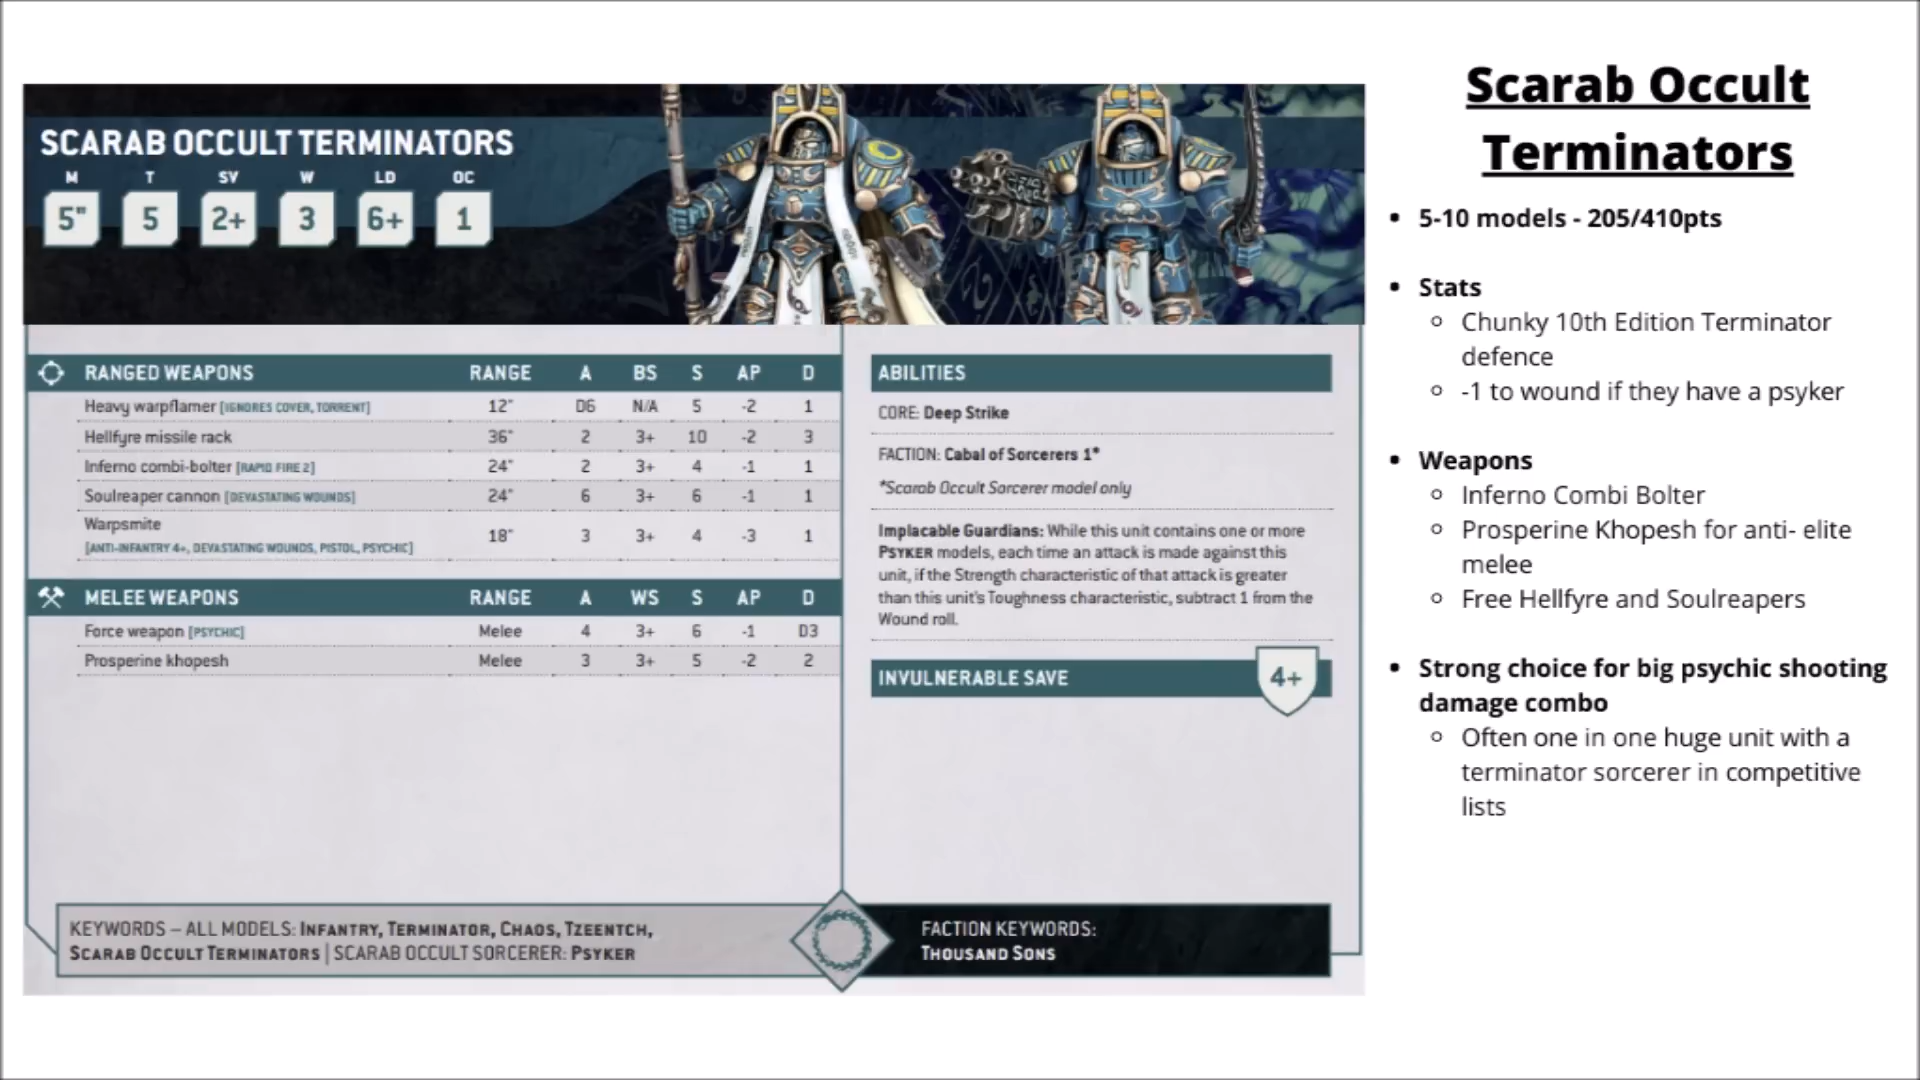 SCARAB OCCULT TERMINATORS
M T SV W LD OC
5" 5 2+ 3 6+ 1
RANGED WEAPONS RANGE A BS S AP D
Heavy warpflamer [IGNORES COVER, TORRENT] 12" D6 N/A 5 -2 1
Hellfyre missile rack 36" 2 3+ 10 -2 3
Inferno combi-bolter [RAPID FIRE 2] 24" 2 3+ 4 -1 1
Soulreaper cannon [DEVASTATING WOUNDS] 24" 6 3+ 6 -1 1
Warpsmite
[ANTI-INFANTRY 4+, DEVASTATING WOUNDS, PISTOL, PSYCHIC] 18" 3 3+ 4 -3 1
MELEE WEAPONS RANGE A WS S AP D
Force weapon [PSYCHIC] Melee 4 3+ 6 -1 D3
Prosperine khopesh Melee 3 3+ 5 -2 2
ABILITIES
CORE: Deep Strike
FACTION: Cabal of Sorcerers 1*
*Scarab Occult Sorcerer model only
Implacable Guardians: While this unit contains one or more
PSYKER models, each time an attack is made against this
unit, if the Strength characteristic of that attack is greater
than this unit's Toughness characteristic, subtract 1 from the
Wound roll.
INVULNERABLE SAVE 4+
KEYWORDS – ALL MODELS: INFANTRY, TERMINATOR, CHAOS, TZEENTCH,
SCARAB OCCULT TERMINATORS | SCARAB OCCULT SORCERER: PSYKER
FACTION KEYWORDS:
THOUSAND SONS
Scarab Occult
Terminators
• 5-10 models - 205/410pts
• Stats
○ Chunky 10th Edition Terminator
defence
○ -1 to wound if they have a psyker
• Weapons
○ Inferno Combi Bolter
○ Prosperine Khopesh for anti- elite
melee
○ Free Hellfyre and Soulreapers
• Strong choice for big psychic shooting
damage combo
○ Often one in one huge unit with a
terminator sorcerer in competitive
lists